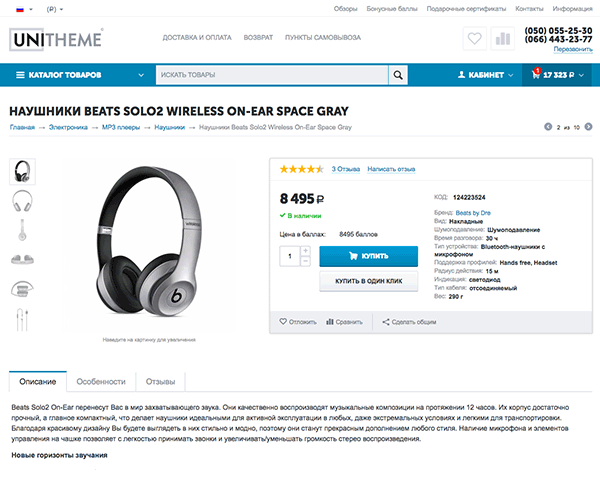 Обзоры Бонусные баллы Подарочные сертификаты Контакты Информация
UNITHEME
ДОСТАВКА И ОПЛАТА ВОЗВРАТ ПУНКТЫ САМОВЫВОЗА
(050) 055-25-30
(066) 443-23-77
Перезвонить
КАТАЛОГ ТОВАРОВ ИСКАТЬ ТОВАРЫ КАБИНЕТ 1 17 323 ₽
НАУШНИКИ BEATS SOLO2 WIRELESS ON-EAR SPACE GRAY
Главная → Электроника → MP3 плееры → Наушники → Наушники Beats Solo2 Wireless On-Ear Space Gray 2 из 10
3 Отзыва Написать отзыв
8 495 ₽
В наличии
Цена в баллах: 8495 баллов
1 + − КУПИТЬ
КУПИТЬ В ОДИН КЛИК
КОД: 124223524
Бренд: Beats by Dre
Вид: Накладные
Шумоподавление: Шумоподавление
Время разговора: 30 ч
Тип устройства: Bluetooth-наушники с
микрофоном
Поддержка профилей: Hands free, Headset
Радиус действия: 15 м
Индикация: светодиод
Тип кабеля: отсоединяемый
Вес: 290 г
Отложить Сравнить Сделать общим
Наведите на картинку для увеличения
Описание Особенности Отзывы
Beats Solo2 On-Ear перенесут Вас в мир захватывающего звука. Они качественно воспроизводят музыкальные композиции на протяжении 12 часов. Их корпус достаточно
прочный, а главное компактный, что делает наушники идеальными для активной эксплуатации в любых, даже экстремальных условиях и легкими для транспортировки.
Благодаря красивому дизайну Вы будете выглядеть в них стильно и модно, поэтому они станут прекрасным дополнением любого стиля. Наличие микрофона и элементов
управления на чашке позволяет с легкостью принимать звонки и увеличивать/уменьшать громкость стерео воспроизведения.
Новые горизонты звучания